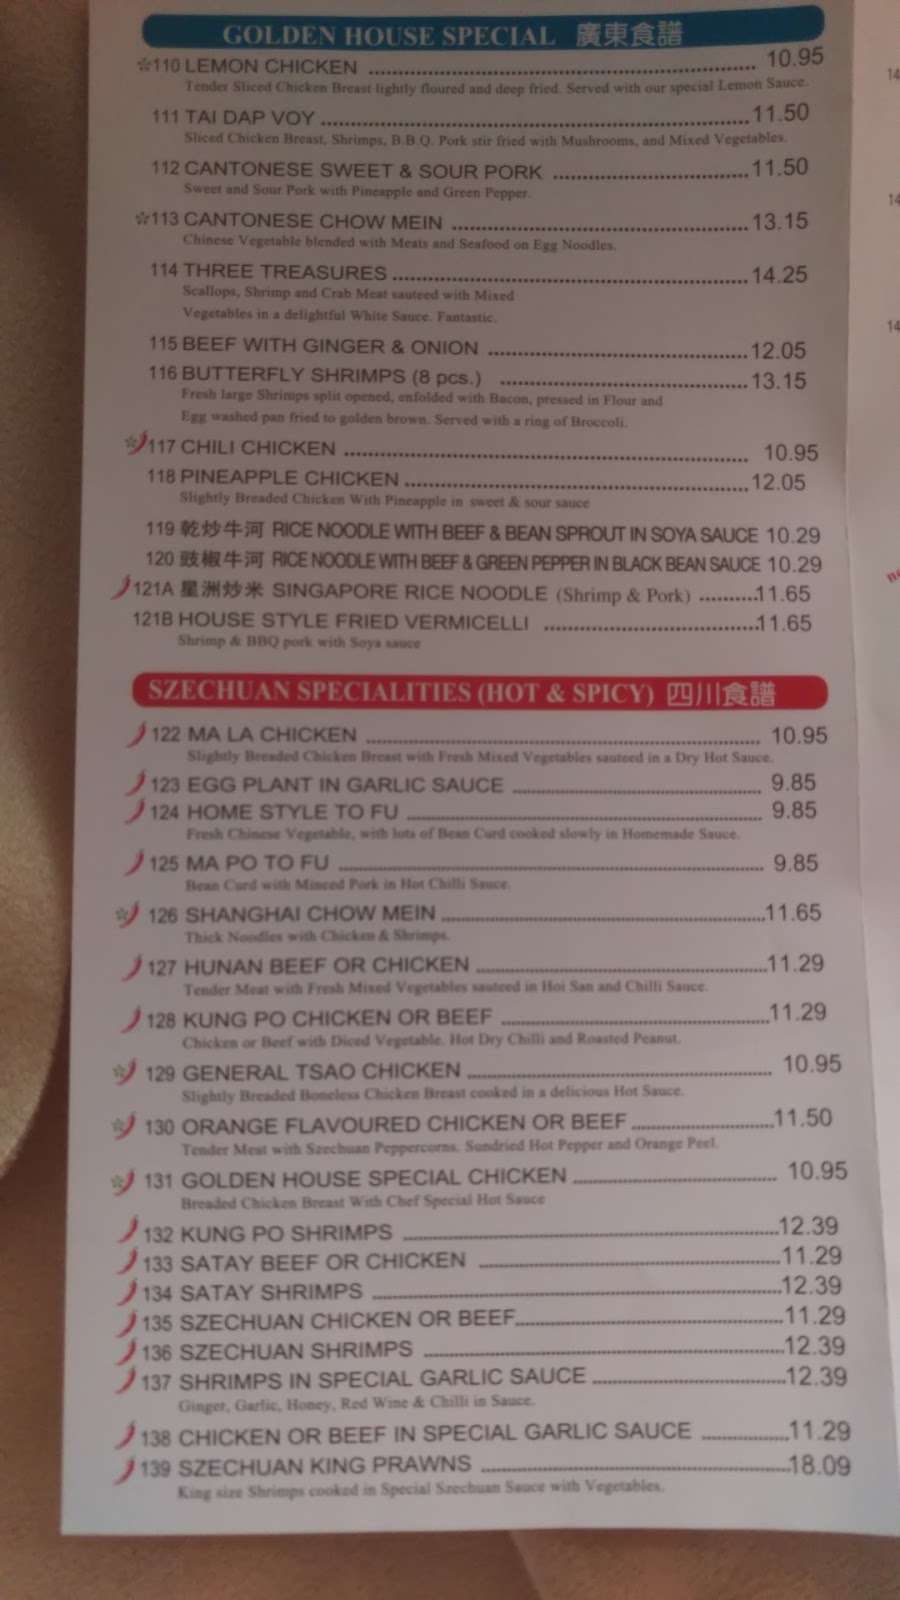 GOLDEN HOUSE SPECIAL 廣東食譜
☆110 LEMON CHICKEN 10.95
Tender Sliced Chicken Breast lightly floured and deep fried. Served with our special Lemon Sauce.
111 TAI DAP VOY 11.50
Sliced Chicken Breast, Shrimps, B.B.Q. Pork stir fried with Mushrooms, and Mixed Vegetables.
112 CANTONESE SWEET & SOUR PORK 11.50
Sweet and Sour Pork with Pineapple and Green Pepper.
☆113 CANTONESE CHOW MEIN 13.15
Chinese Vegetable blended with Meats and Seafood on Egg Noodles.
114 THREE TREASURES 14.25
Scallops, Shrimp and Crab Meat sauteed with Mixed
Vegetables in a delightful White Sauce. Fantastic.
115 BEEF WITH GINGER & ONION 12.05
116 BUTTERFLY SHRIMPS (8 pcs.) 13.15
Fresh large Shrimps split opened, enfolded with Bacon, pressed in Flour and
Egg washed pan fried to golden brown. Served with a ring of Broccoli.
☆117 CHILI CHICKEN 10.95
118 PINEAPPLE CHICKEN 12.05
Slightly Breaded Chicken With Pineapple in sweet & sour sauce
119 乾炒牛河 RICE NOODLE WITH BEEF & BEAN SPROUT IN SOYA SAUCE 10.29
120 豉椒牛河 RICE NOODLE WITH BEEF & GREEN PEPPER IN BLACK BEAN SAUCE 10.29
121A 星洲炒米 SINGAPORE RICE NOODLE (Shrimp & Pork) 11.65
121B HOUSE STYLE FRIED VERMICELLI 11.65
Shrimp & BBQ pork with Soya sauce
SZECHUAN SPECIALITIES (HOT & SPICY) 四川食譜
122 MA LA CHICKEN 10.95
Slightly Breaded Chicken Breast with Fresh Mixed Vegetables sauteed in a Dry Hot Sauce.
123 EGG PLANT IN GARLIC SAUCE 9.85
124 HOME STYLE TO FU 9.85
Fresh Chinese Vegetable, with lots of Bean Curd cooked slowly in Homemade Sauce.
125 MA PO TO FU 9.85
Bean Curd with Minced Pork in Hot Chilli Sauce.
☆ 126 SHANGHAI CHOW MEIN 11.65
Thick Noodles with Chicken & Shrimps.
127 HUNAN BEEF OR CHICKEN 11.29
Tender Meat with Fresh Mixed Vegetables sauteed in Hoi San and Chilli Sauce.
128 KUNG PO CHICKEN OR BEEF 11.29
Chicken or Beef with Diced Vegetable. Hot Dry Chilli and Roasted Peanut.
☆ 129 GENERAL TSAO CHICKEN 10.95
Slightly Breaded Boneless Chicken Breast cooked in a delicious Hot Sauce.
☆ 130 ORANGE FLAVOURED CHICKEN OR BEEF 11.50
Tender Meat with Szechuan Peppercorns. Sundried Hot Pepper and Orange Peel.
☆ 131 GOLDEN HOUSE SPECIAL CHICKEN 10.95
Breaded Chicken Breast With Chef Special Hot Sauce
132 KUNG PO SHRIMPS 12.39
133 SATAY BEEF OR CHICKEN 11.29
134 SATAY SHRIMPS 12.39
135 SZECHUAN CHICKEN OR BEEF 11.29
136 SZECHUAN SHRIMPS 12.39
137 SHRIMPS IN SPECIAL GARLIC SAUCE 12.39
Ginger, Garlic, Honey, Red Wine & Chilli in Sauce.
138 CHICKEN OR BEEF IN SPECIAL GARLIC SAUCE 11.29
139 SZECHUAN KING PRAWNS 18.09
King size Shrimps cooked in Special Szechuan Sauce with Vegetables.
14
14
14